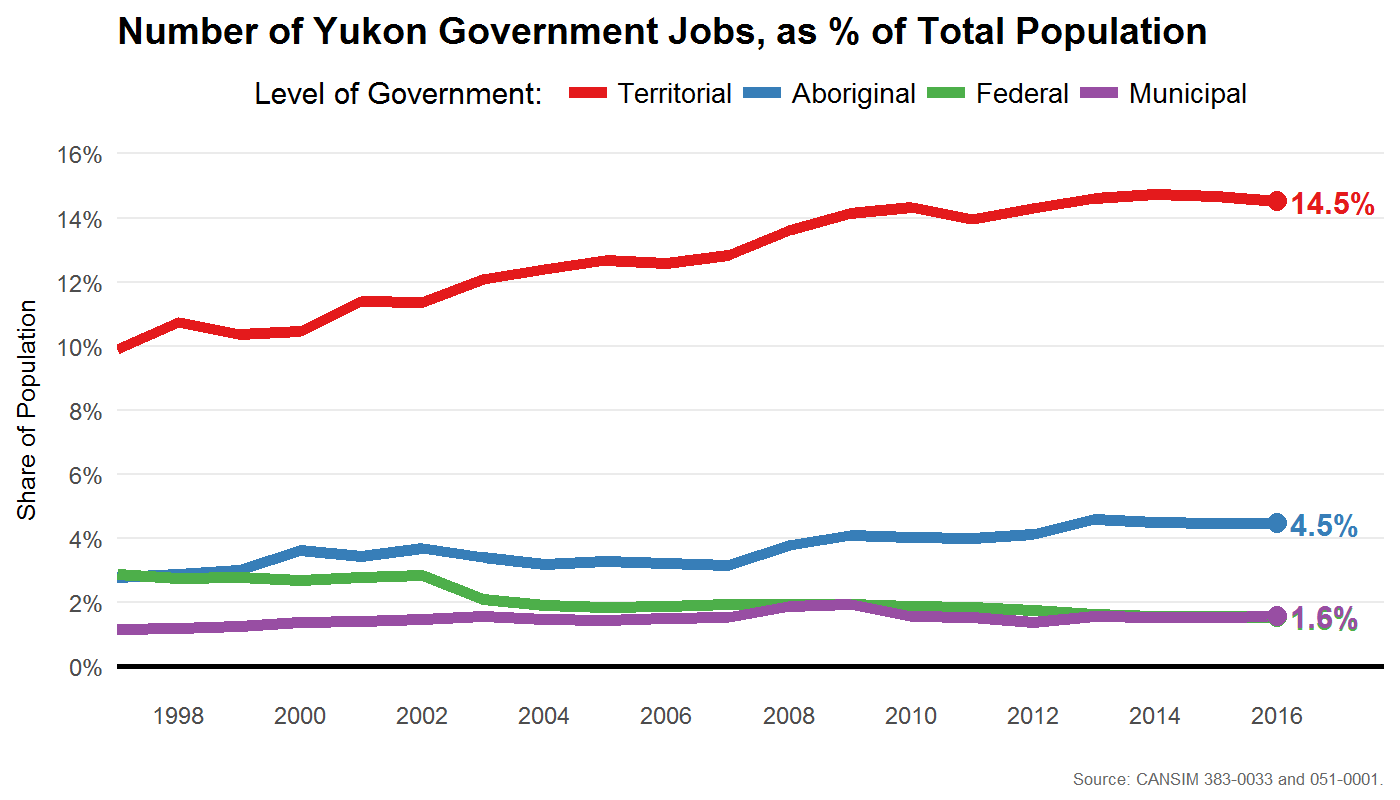 Number of Yukon Government Jobs, as % of Total Population
Level of Government: Territorial Aboriginal Federal Municipal
16%
14%
12%
10%
8%
6%
4%
2%
0%
Share of Population
14.5%
4.5%
1.6%
1998 2000 2002 2004 2006 2008 2010 2012 2014 2016
Source: CANSIM 383-0033 and 051-0001.